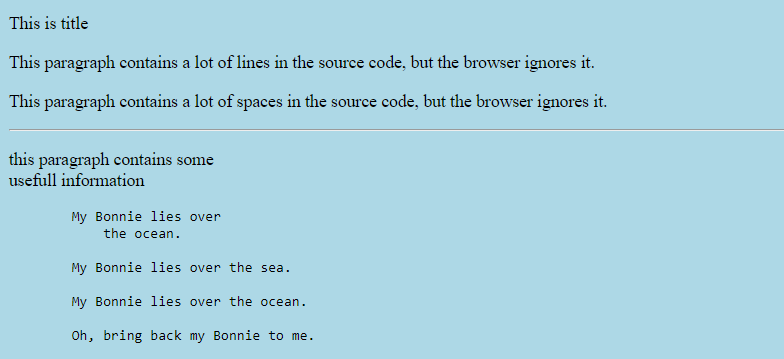 This is title
This paragraph contains a lot of lines in the source code, but the browser ignores it.
This paragraph contains a lot of spaces in the source code, but the browser ignores it.
this paragraph contains some
usefull information
My Bonnie lies over
the ocean.
My Bonnie lies over the sea.
My Bonnie lies over the ocean.
Oh, bring back my Bonnie to me.